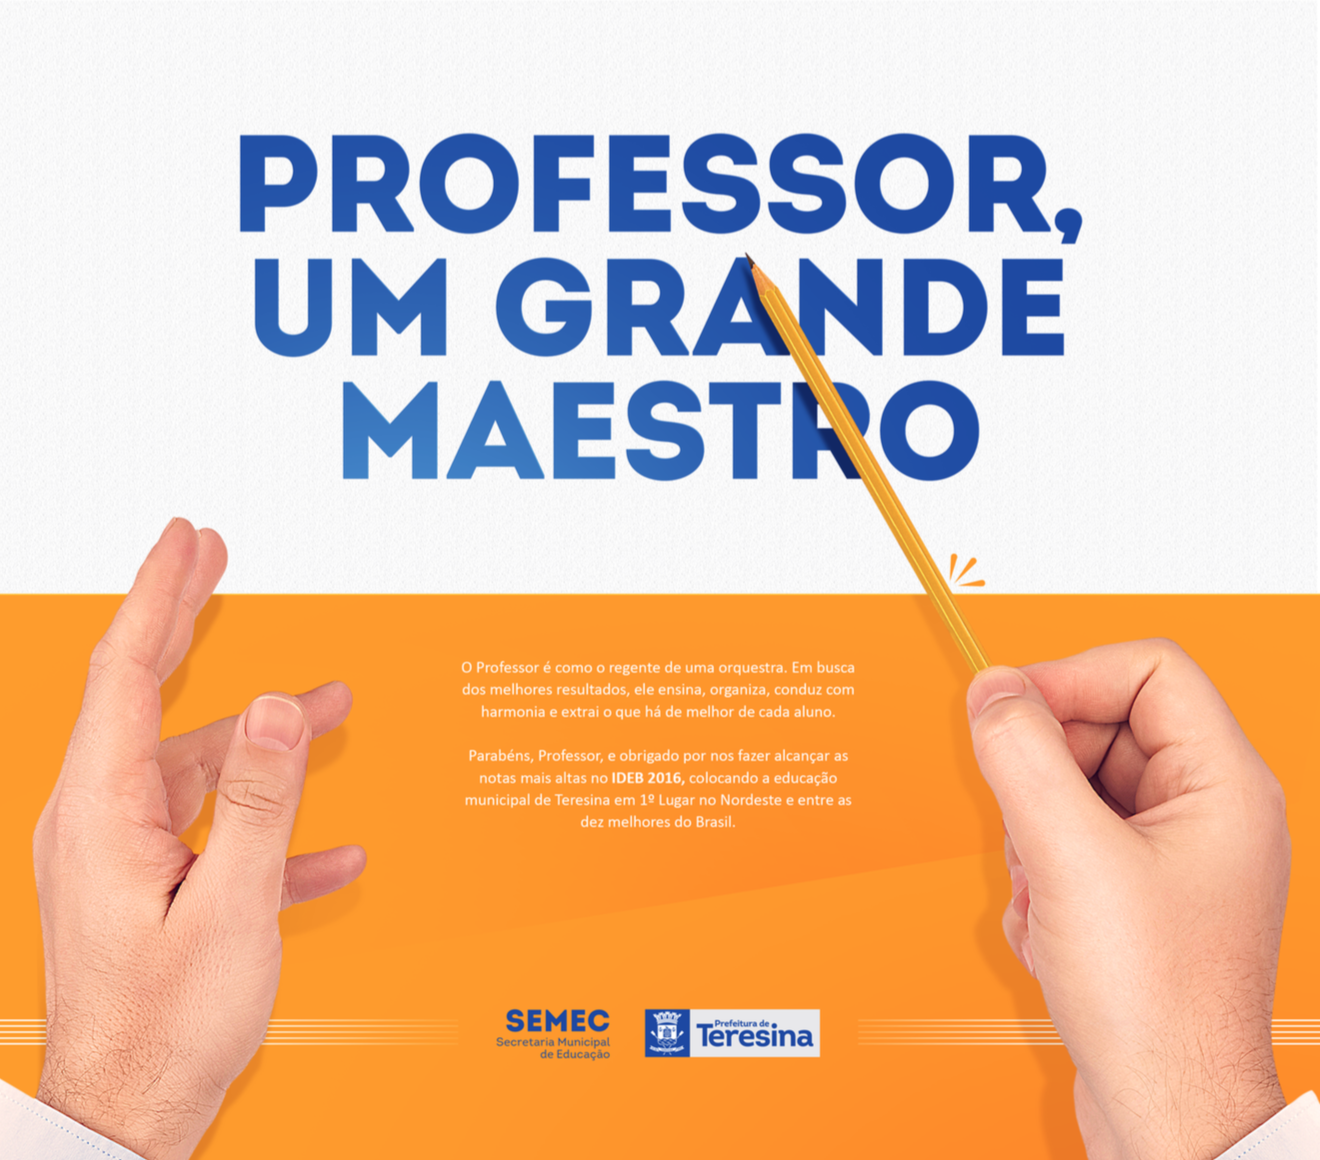 PROFESSOR,
UM GRANDE
MAESTRO
O Professor é como o regente de uma orquestra. Em busca
dos melhores resultados, ele ensina, organiza, conduz com
harmonia e extrai o que há de melhor de cada aluno.
Parabéns, Professor, e obrigado por nos fazer alcançar as
notas mais altas no IDEB 2016, colocando a educação
municipal de Teresina em 1º Lugar no Nordeste e entre as
dez melhores do Brasil.
SEMEC
Secretaria Municipal
de Educação
Prefeitura de
Teresina